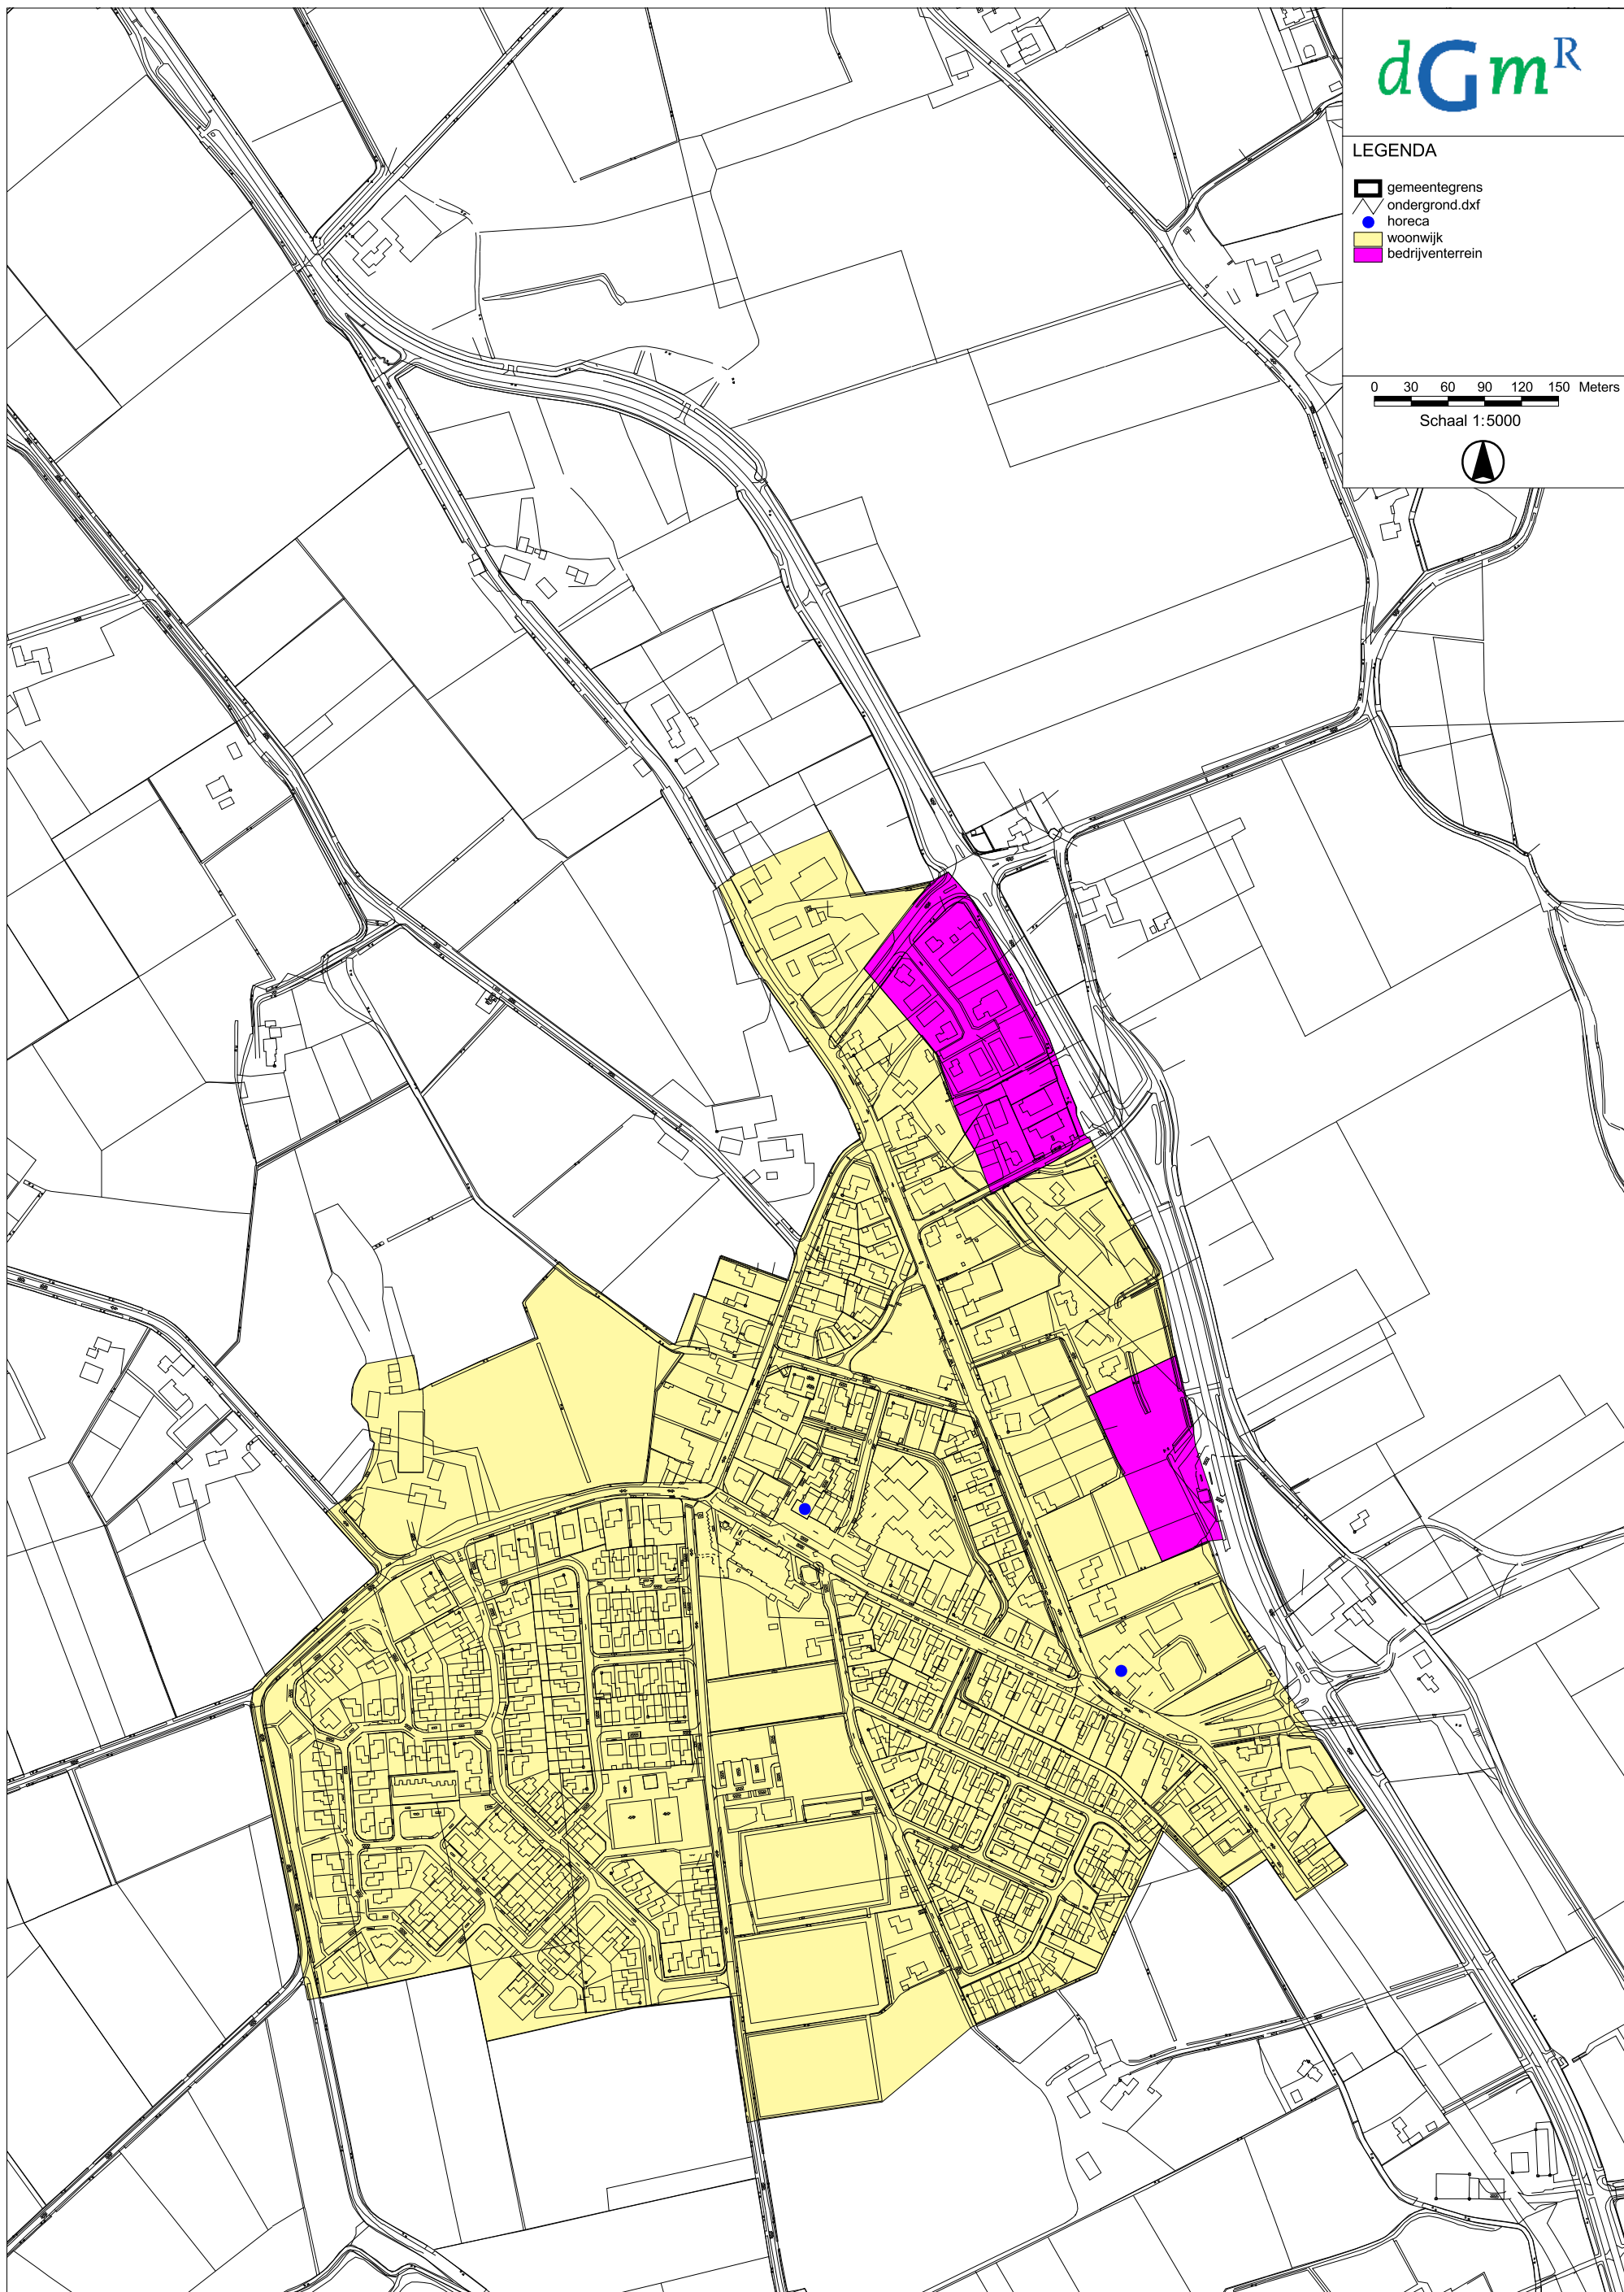 dGmR
LEGENDA
gemeentegrens
ondergrond.dxf
horeca
woonwijk
bedrijventerrein
0 30 60 90 120 150 Meters
Schaal 1:5000